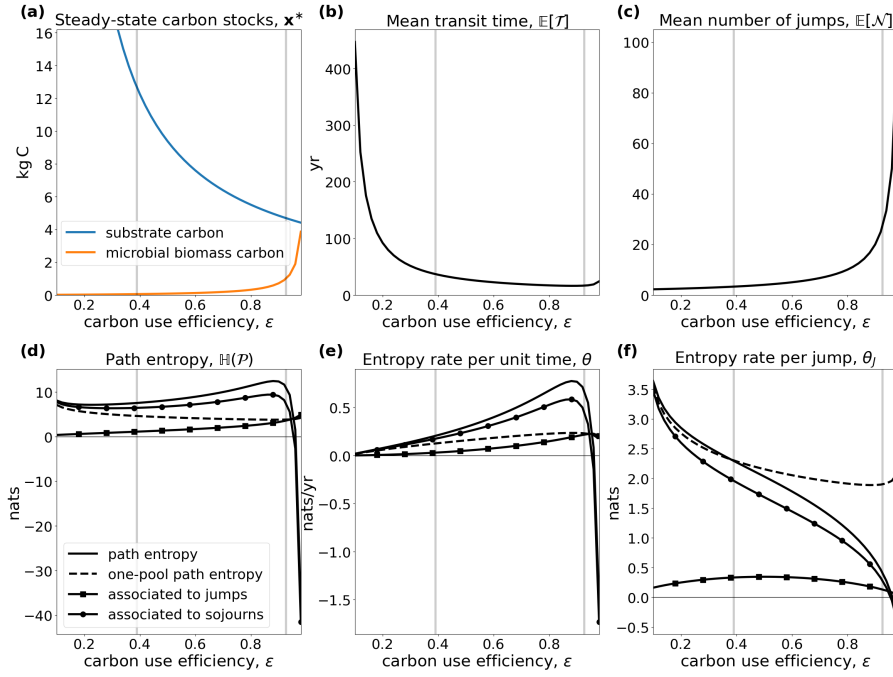 (a) Steady-state carbon stocks, x*
16
14
12
10
8
6
4
2
0
kg C
substrate carbon
microbial biomass carbon
0.2 0.4 0.6 0.8
carbon use efficiency, ε
(b) Mean transit time, 𝔼[𝒯]
400
300
200
100
0
yr
0.2 0.4 0.6 0.8
carbon use efficiency, ε
(c) Mean number of jumps, 𝔼[𝒩]
100
80
60
40
20
0
0.2 0.4 0.6 0.8
carbon use efficiency, ε
(d) Path entropy, ℍ(𝒫)
10
0
−10
−20
−30
−40
nats
path entropy
one-pool path entropy
associated to jumps
associated to sojourns
0.2 0.4 0.6 0.8
carbon use efficiency, ε
(e) Entropy rate per unit time, θ
0.5
0.0
−0.5
−1.0
−1.5
nats/yr
0.2 0.4 0.6 0.8
carbon use efficiency, ε
(f) Entropy rate per jump, θ_J
3.5
3.0
2.5
2.0
1.5
1.0
0.5
0.0
−0.5
nats
0.2 0.4 0.6 0.8
carbon use efficiency, ε